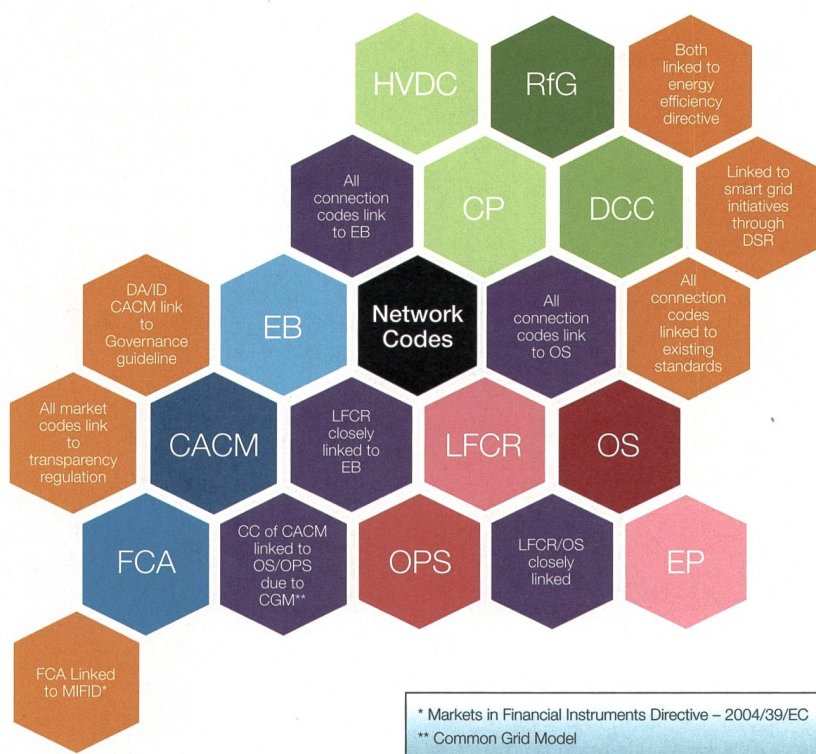 HVDC
RfG
Both
linked to
energy
efficiency
directive
All
connection
codes link
to EB
CP
DCC
Linked to
smart grid
initiatives
through
DSR
DA/ID
CACM link
to
Governance
guideline
EB
Network
Codes
All
connection
codes link
to OS
All
connection
codes
linked to
existing
standards
All market
codes link
to
transparency
regulation
CACM
LFCR
closely
linked to
EB
LFCR
OS
FCA
CC of CACM
linked to
OS/OPS
due to
CGM**
OPS
LFCR/OS
closely
linked
EP
FCA Linked
to MIFID*
* Markets in Financial Instruments Directive – 2004/39/EC
** Common Grid Model